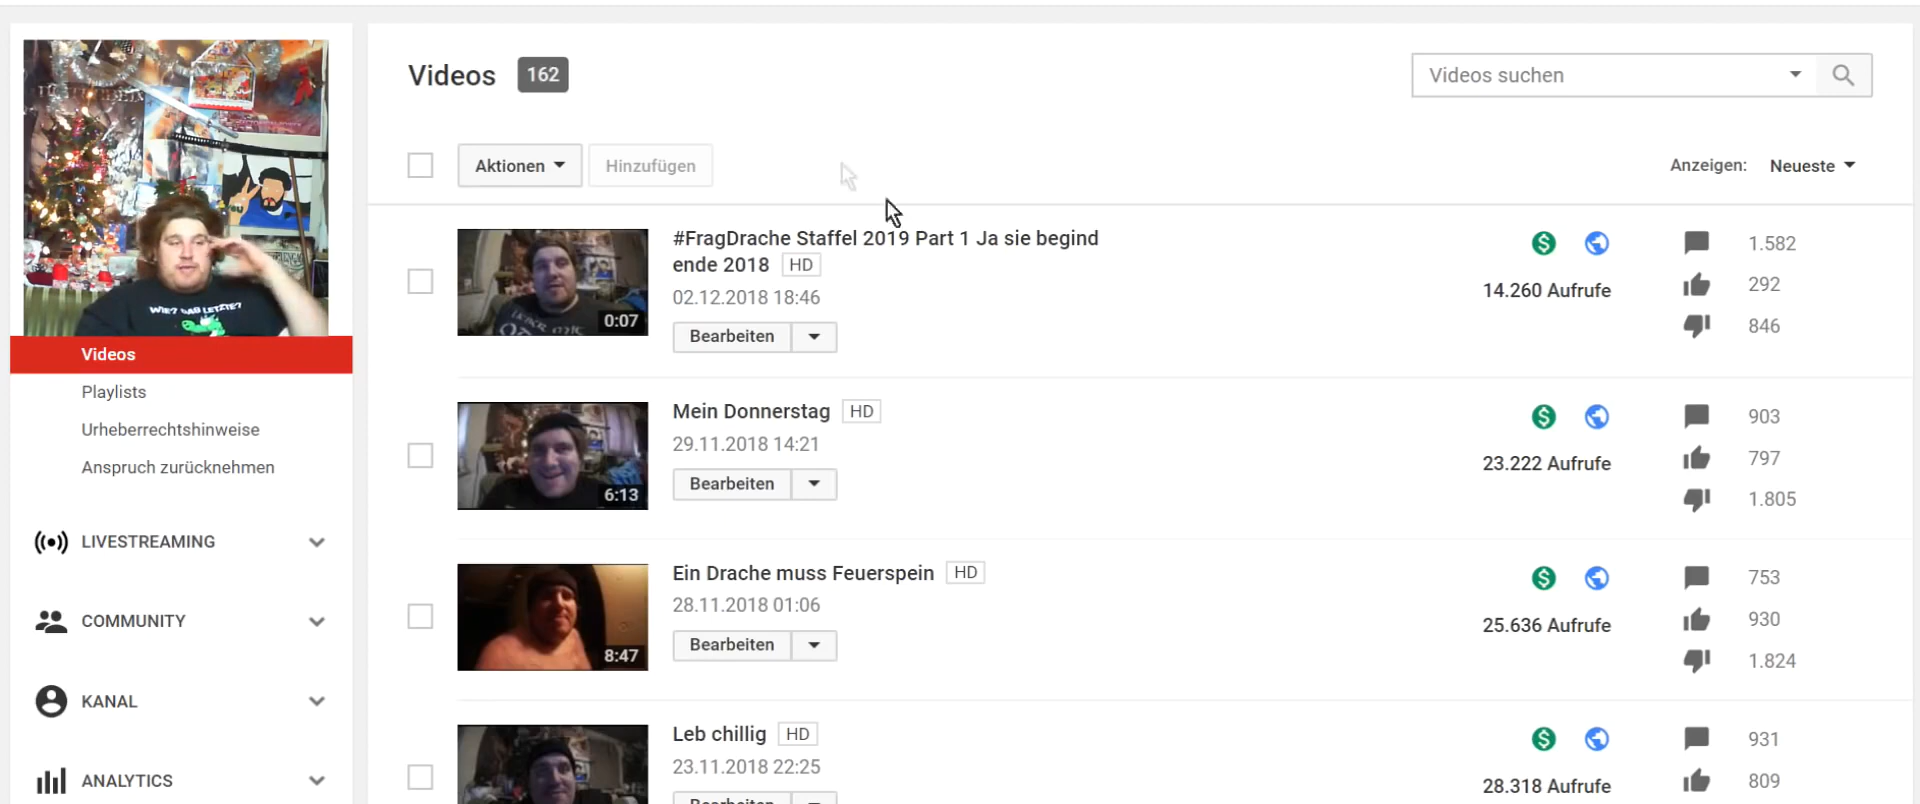 Videos 162
Videos suchen
Aktionen
Hinzufügen
Anzeigen: Neueste
WIE? DAS LETZTE?
Videos
Playlists
Urheberrechtshinweise
Anspruch zurücknehmen
LIVESTREAMING
COMMUNITY
KANAL
ANALYTICS
#FragDrache Staffel 2019 Part 1 Ja sie begind
ende 2018 HD
02.12.2018 18:46
Bearbeiten
0:07
14.260 Aufrufe
1.582
292
846
Mein Donnerstag HD
29.11.2018 14:21
Bearbeiten
6:13
23.222 Aufrufe
903
797
1.805
Ein Drache muss Feuerspein HD
28.11.2018 01:06
Bearbeiten
8:47
25.636 Aufrufe
753
930
1.824
Leb chillig HD
23.11.2018 22:25
Bearbeiten
28.318 Aufrufe
931
809